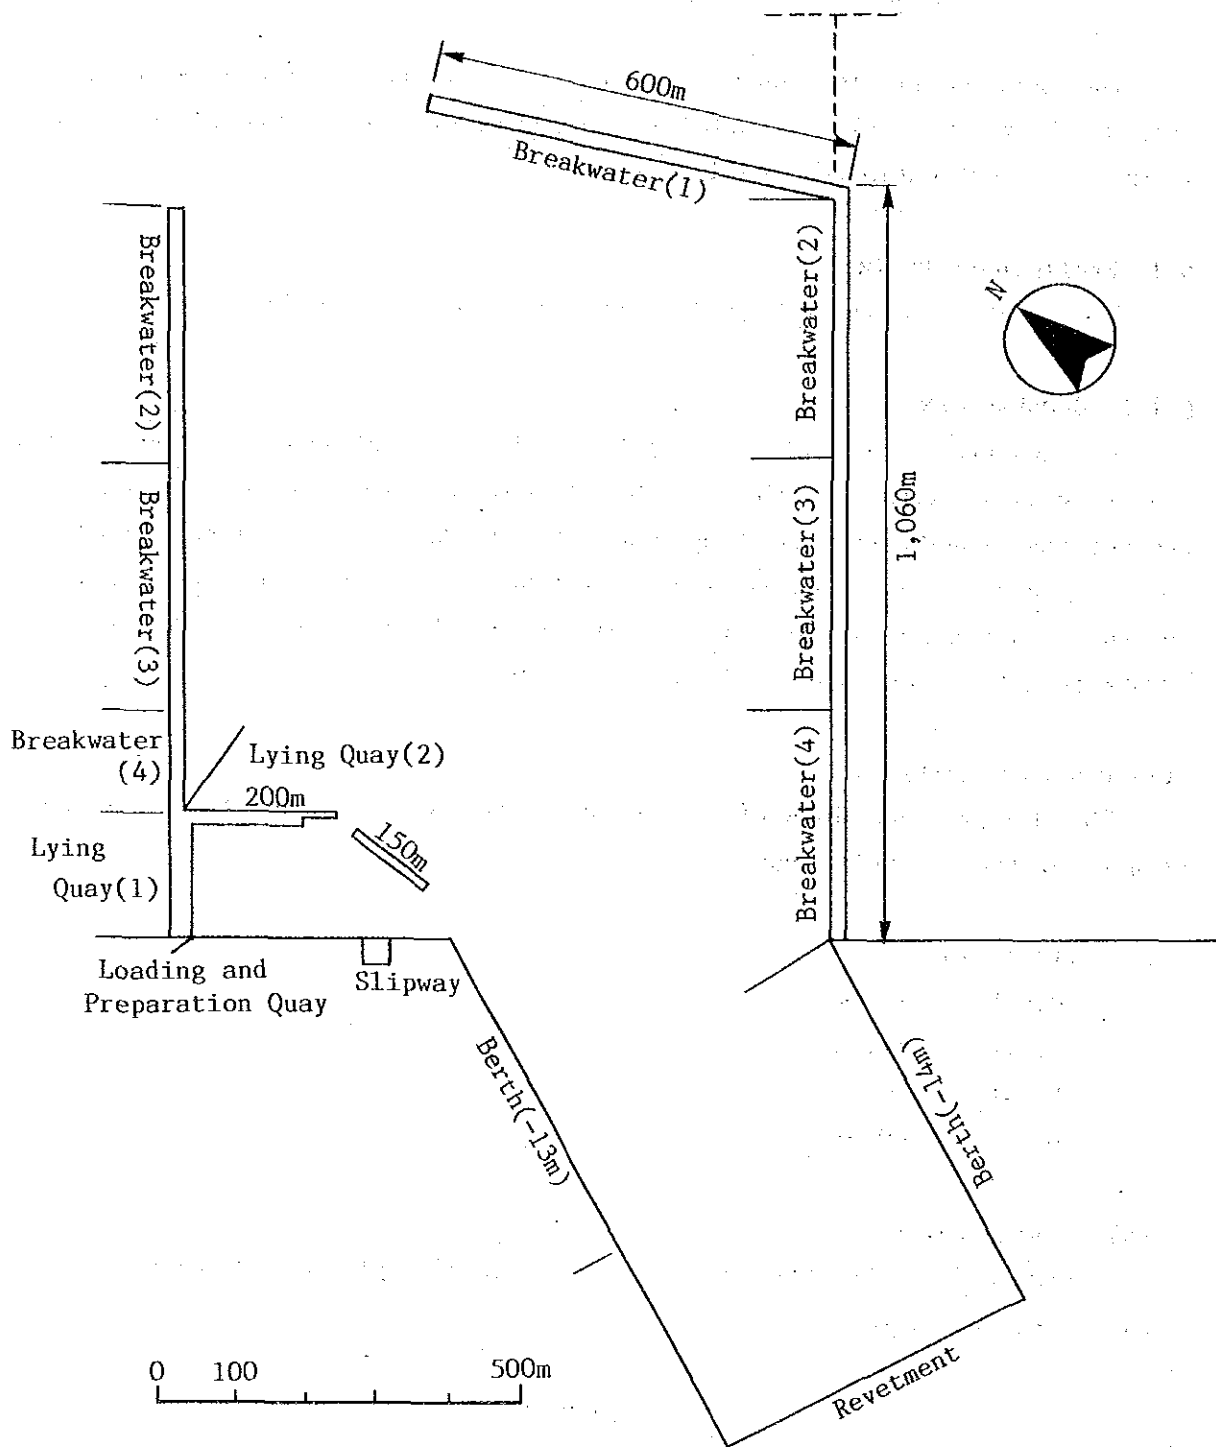 600m
Breakwater(1)
Breakwater(2)
Breakwater(2)
N
Breakwater(3)
Breakwater(3)
1,060m
Breakwater
(4)
Lying Quay(2)
200m
150m
Lying
Quay(1)
Breakwater(4)
Loading and
Preparation Quay
Slipway
Berth(-13m)
Berth(-14m)
Revetment
0 100 500m